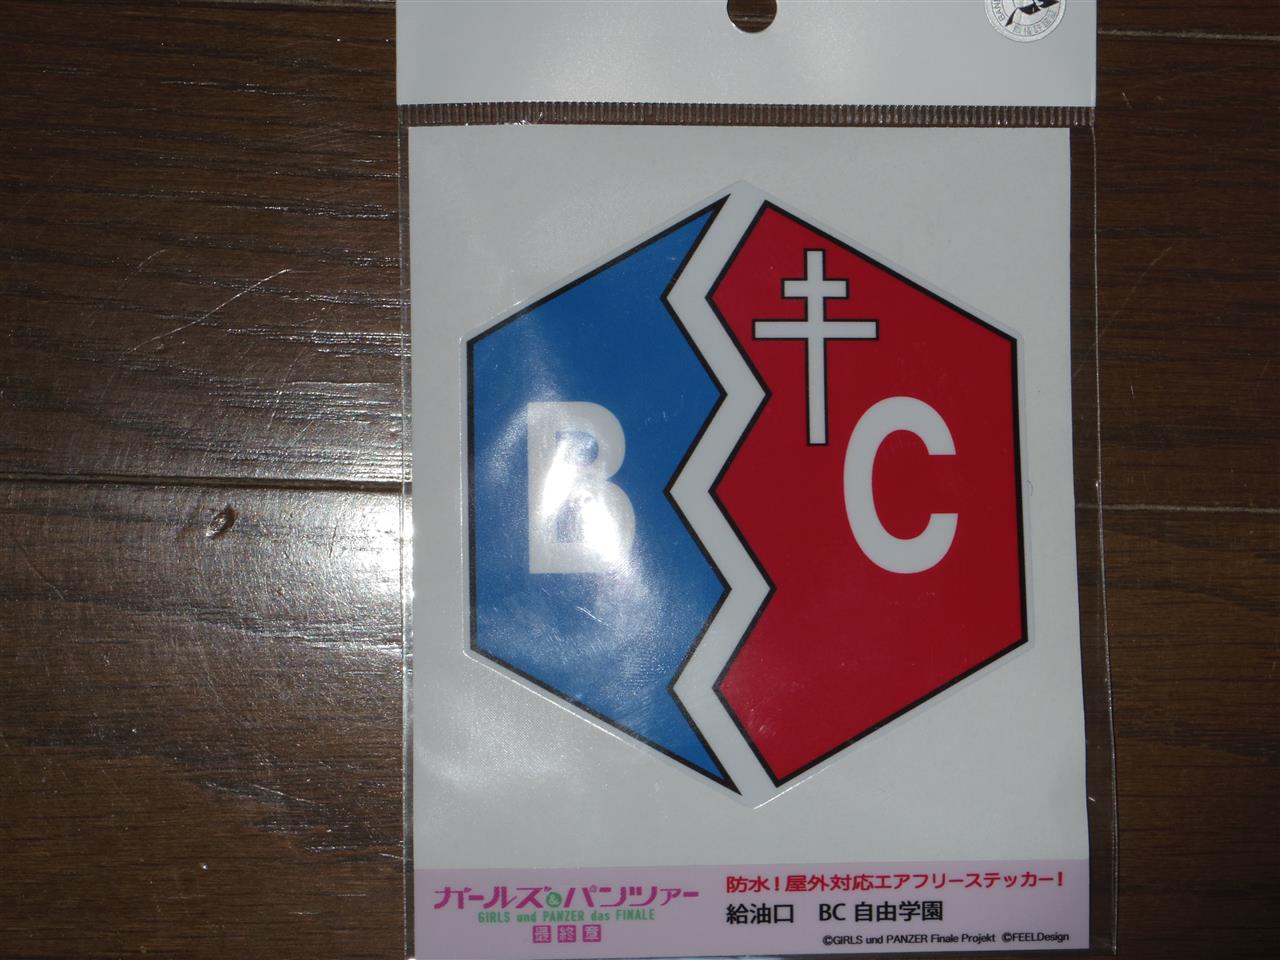 B
C
ガールズ&パンツァー
GIRLS und PANZER das FINALE
最終章
防水！屋外対応エアフリーステッカー！
給油口　BC 自由学園
©GIRLS und PANZER Finale Projekt ©FEELDesign